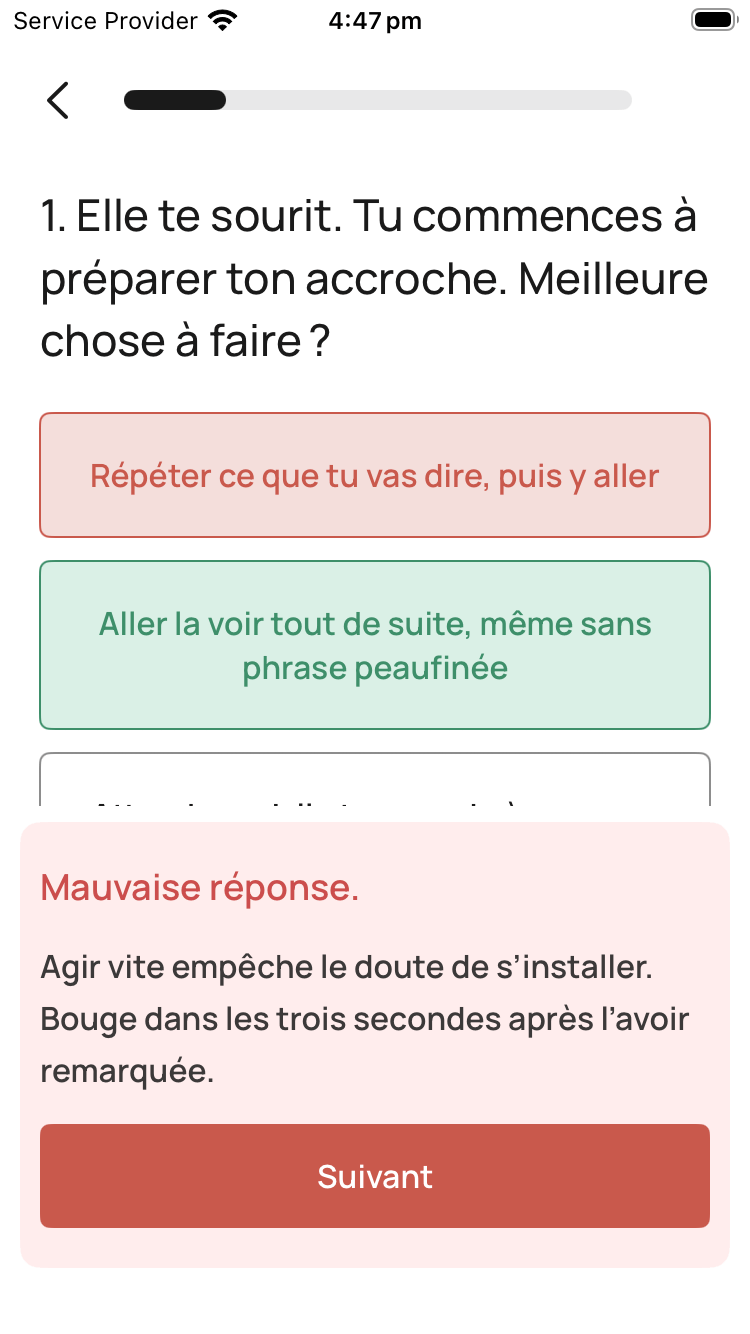 Service Provider
4:47 pm
1. Elle te sourit. Tu commences à
préparer ton accroche. Meilleure
chose à faire ?
Répéter ce que tu vas dire, puis y aller
Aller la voir tout de suite, même sans
phrase peaufinée
Mauvaise réponse.
Agir vite empêche le doute de s’installer.
Bouge dans les trois secondes après l’avoir
remarquée.
Suivant